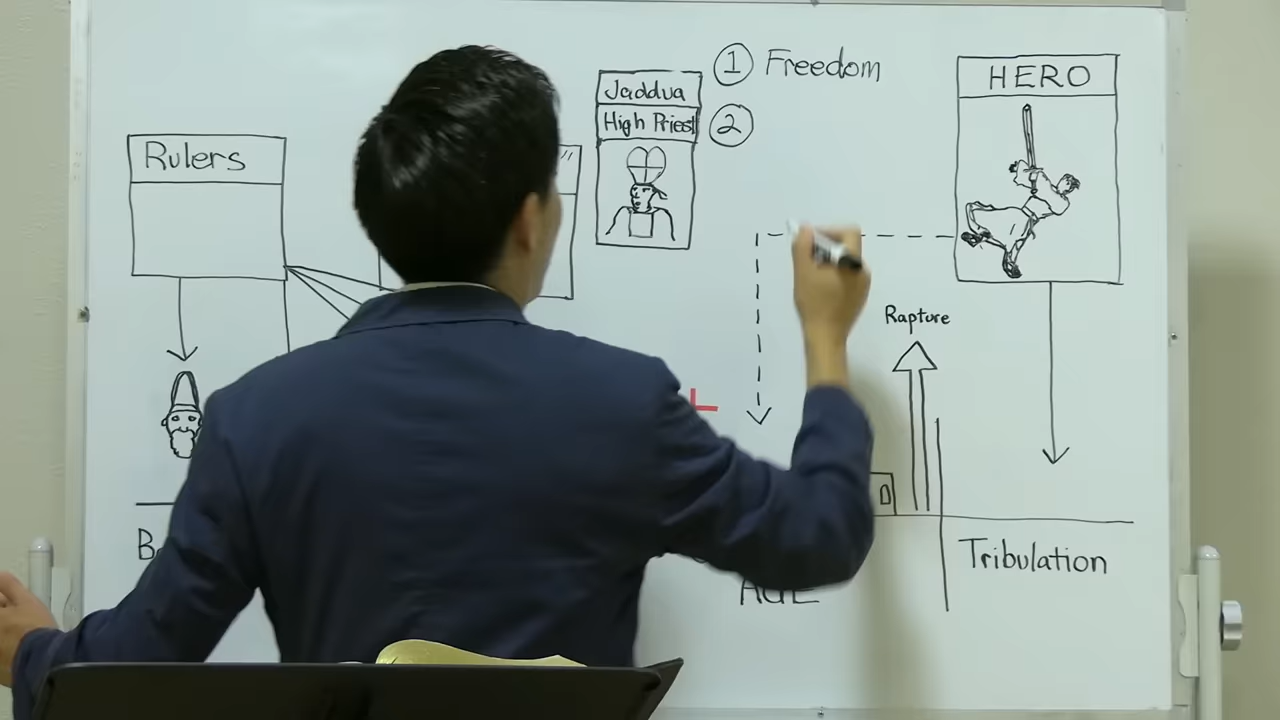 Rulers
Jaddua
High Priest
① Freedom
②
HERO
Rapture
AGE
Tribulation